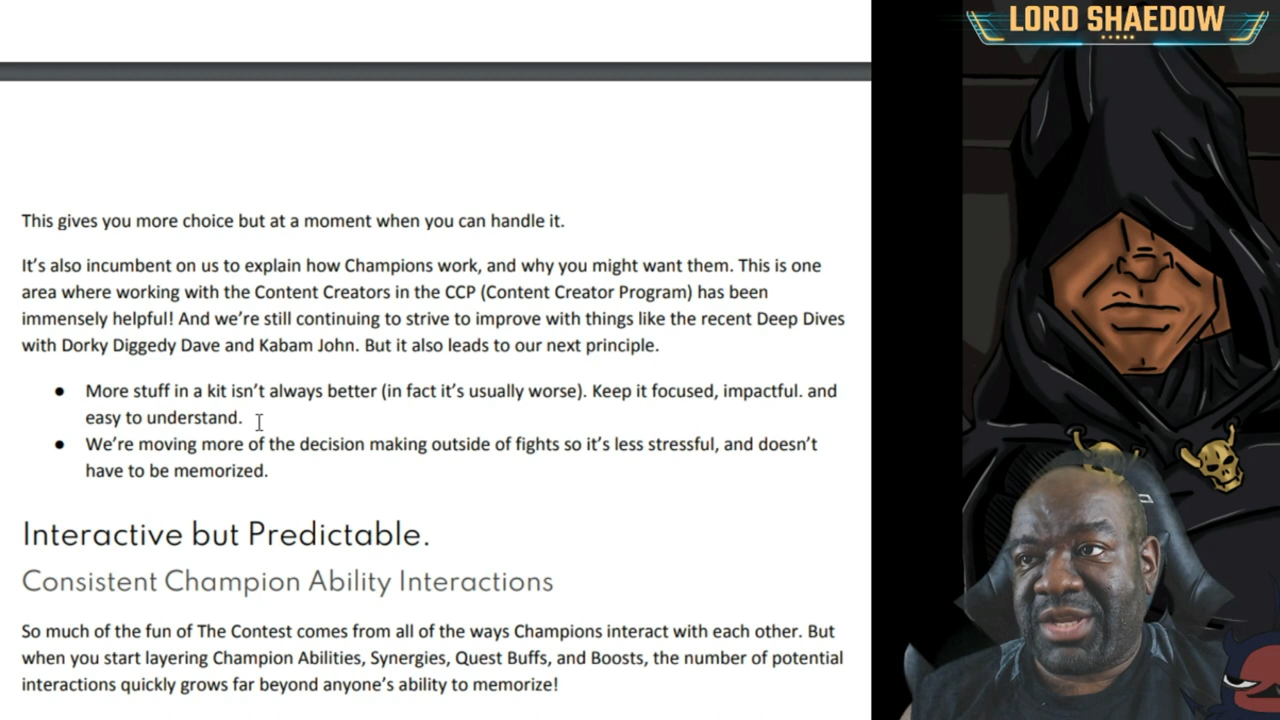 LORD SHAEDOW
This gives you more choice but at a moment when you can handle it.
It's also incumbent on us to explain how Champions work, and why you might want them. This is one
area where working with the Content Creators in the CCP (Content Creator Program) has been
immensely helpful! And we're still continuing to strive to improve with things like the recent Deep Dives
with Dorky Diggedy Dave and Kabam John. But it also leads to our next principle.
● More stuff in a kit isn't always better (in fact it's usually worse). Keep it focused, impactful. and
easy to understand.
● We're moving more of the decision making outside of fights so it's less stressful, and doesn't
have to be memorized.
Interactive but Predictable.
Consistent Champion Ability Interactions
So much of the fun of The Contest comes from all of the ways Champions interact with each other. But
when you start layering Champion Abilities, Synergies, Quest Buffs, and Boosts, the number of potential
interactions quickly grows far beyond anyone's ability to memorize!